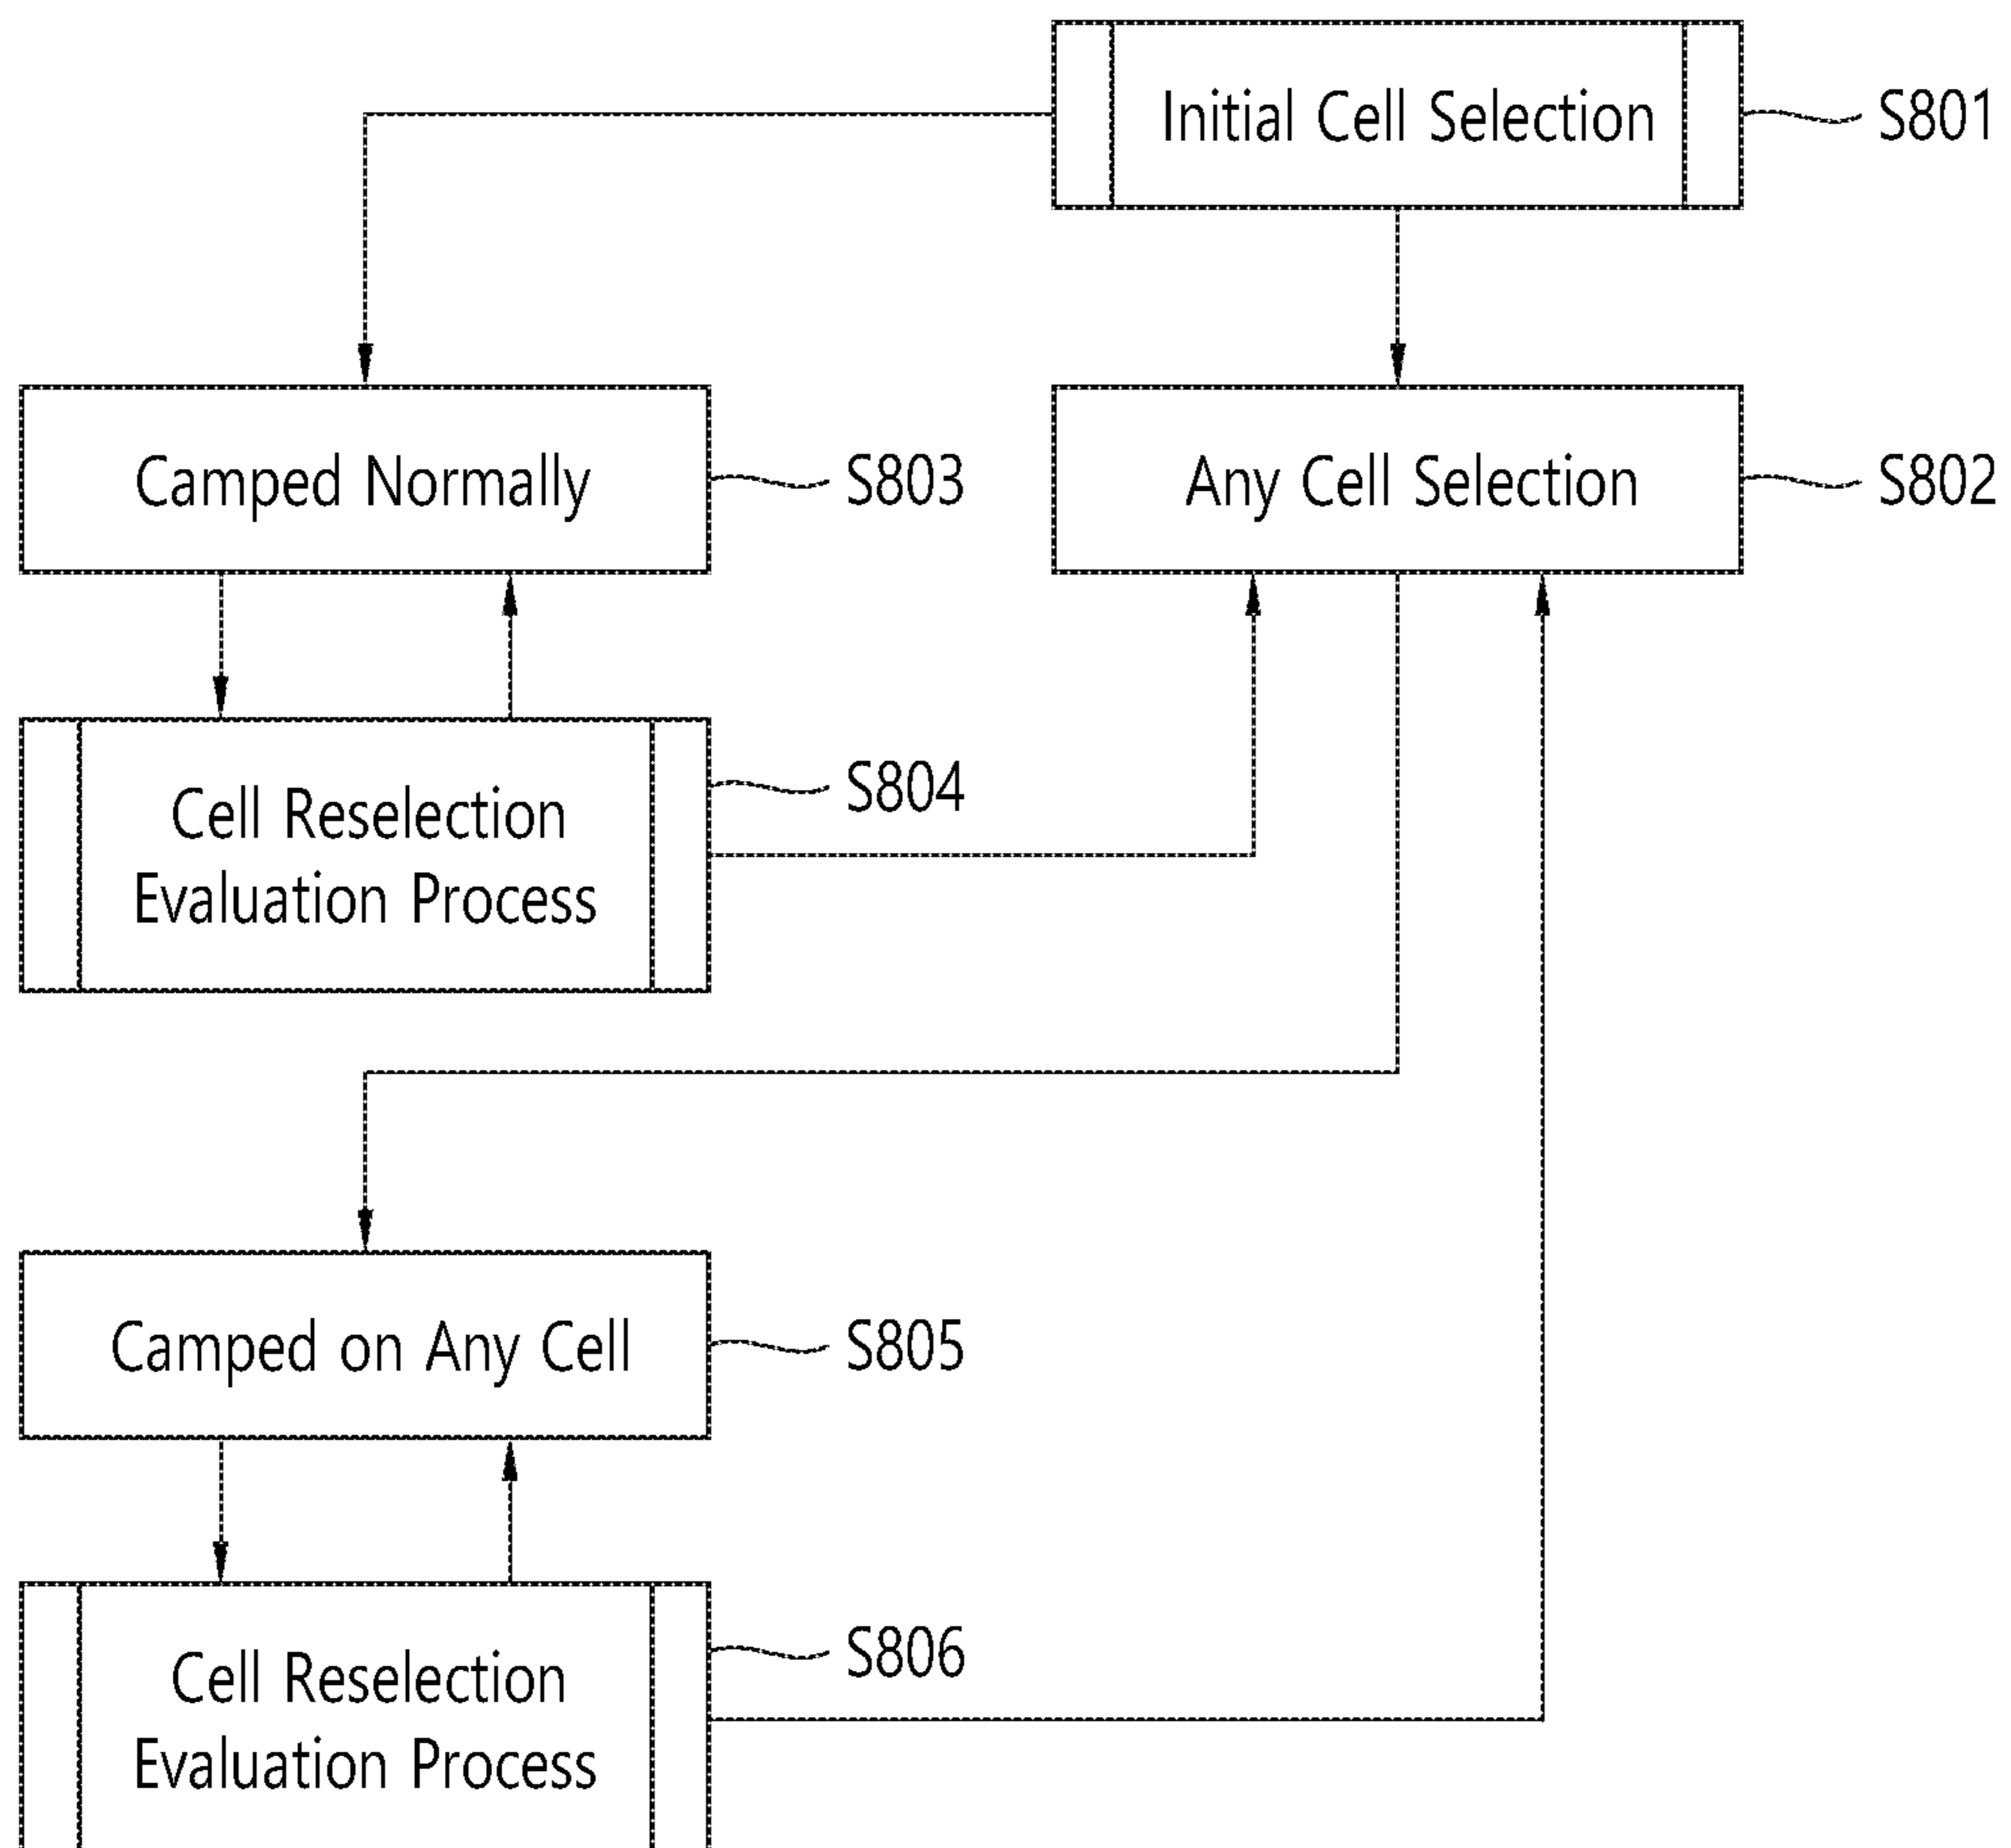 Initial Cell Selection
S801
Camped Normally
S803
Any Cell Selection
S802
Cell Reselection
Evaluation Process
S804
Camped on Any Cell
S805
Cell Reselection
Evaluation Process
S806